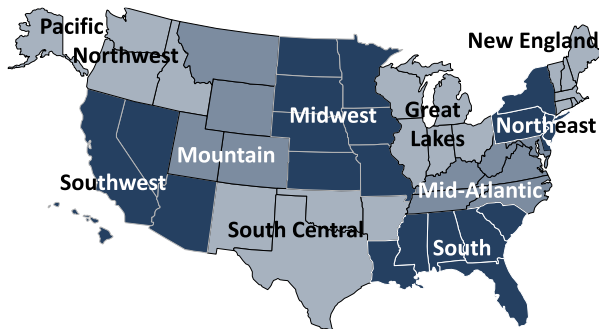 Pacific
Northwest
New England
Midwest
Great
Lakes
Northeast
Mountain
Southwest
Mid-Atlantic
South Central
South